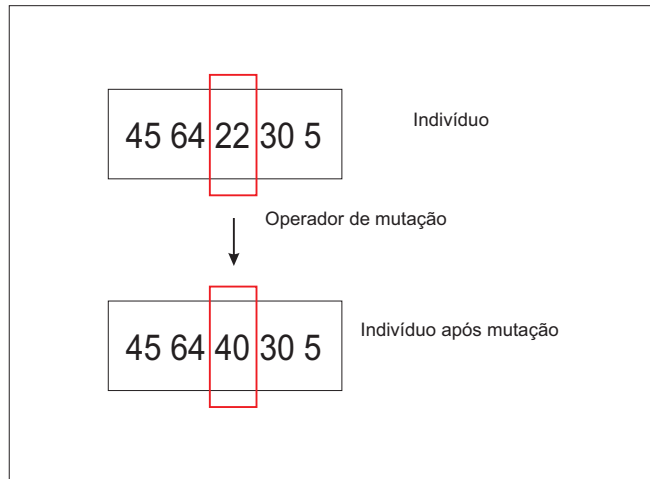 Indivíduo
45 64 22 30 5
Operador de mutação
45 64 40 30 5
Indivíduo após mutação